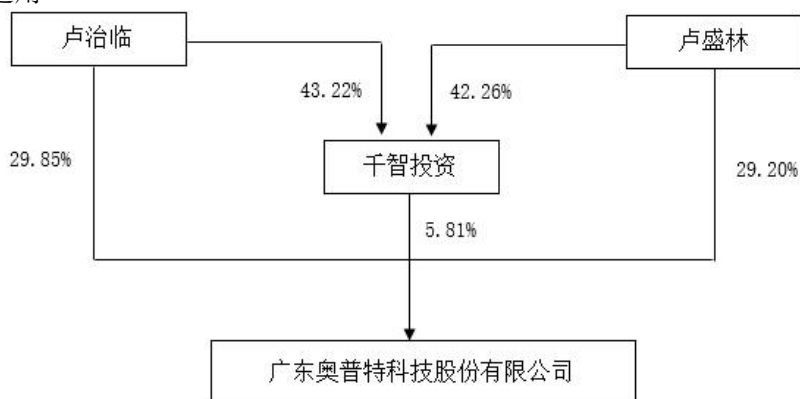 卢治临
卢盛林
43.22%
42.26%
29.85%
千智投资
29.20%
5.81%
广东奥普特科技股份有限公司